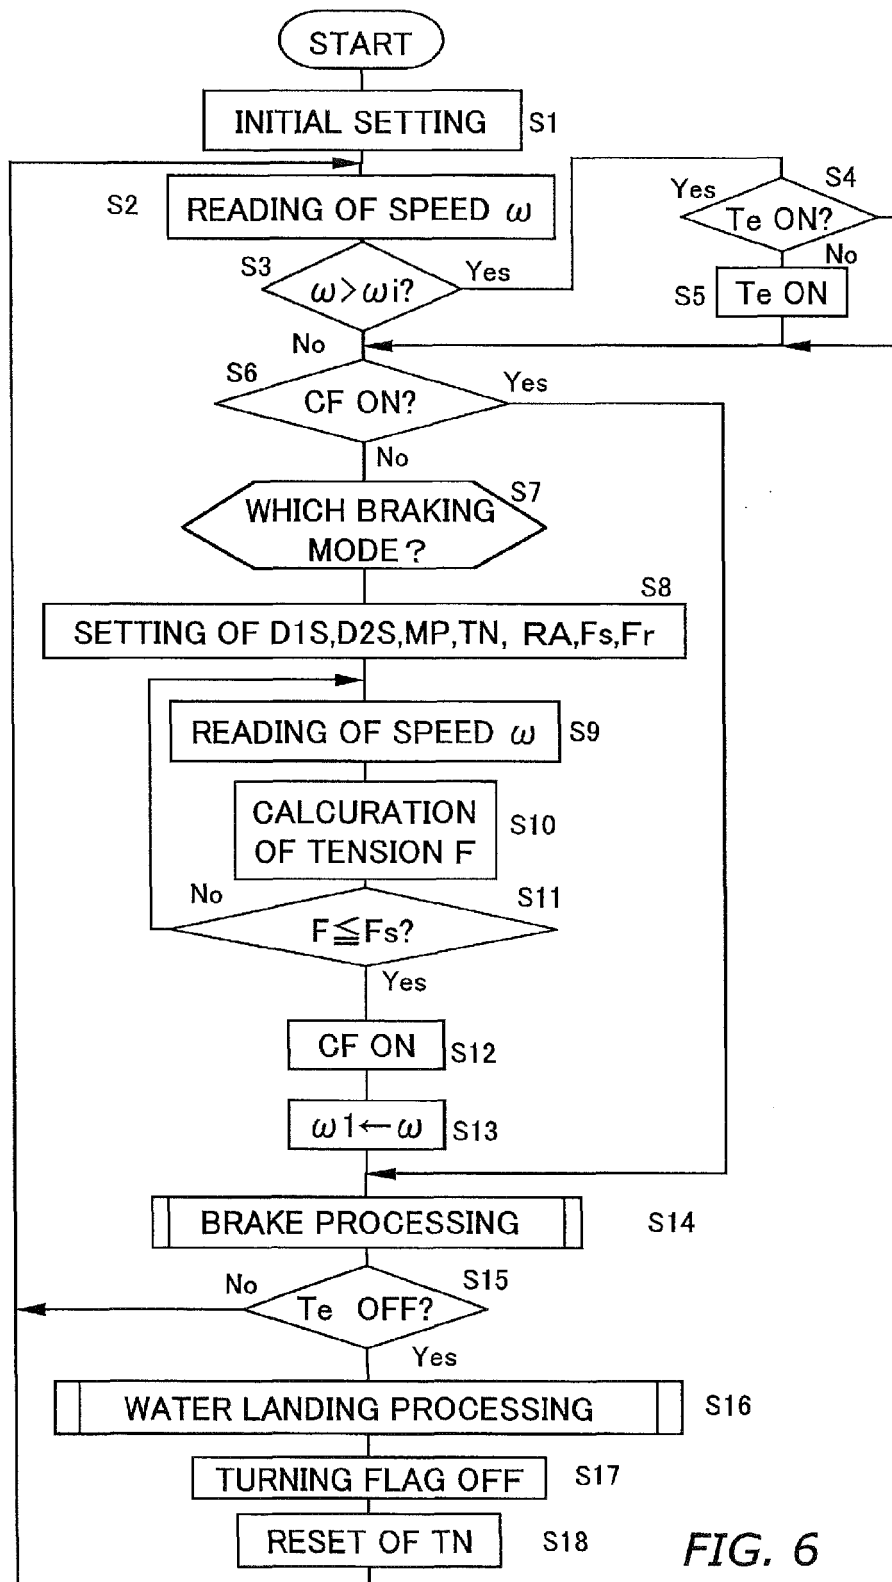 START
INITIAL SETTING
S1
S2
READING OF SPEED ω
S3
ω>ωi?
Yes
No
Yes
S4
Te ON?
No
S5
Te ON
S6
CF ON?
Yes
No
S7
WHICH BRAKING
MODE?
S8
SETTING OF D1S,D2S,MP,TN, RA,Fs,Fr
READING OF SPEED ω
S9
CALCURATION
OF TENSION F
S10
No
S11
F≦Fs?
Yes
CF ON
S12
ω1←ω
S13
BRAKE PROCESSING
S14
No
S15
Te OFF?
Yes
WATER LANDING PROCESSING
S16
TURNING FLAG OFF
S17
RESET OF TN
S18
FIG. 6